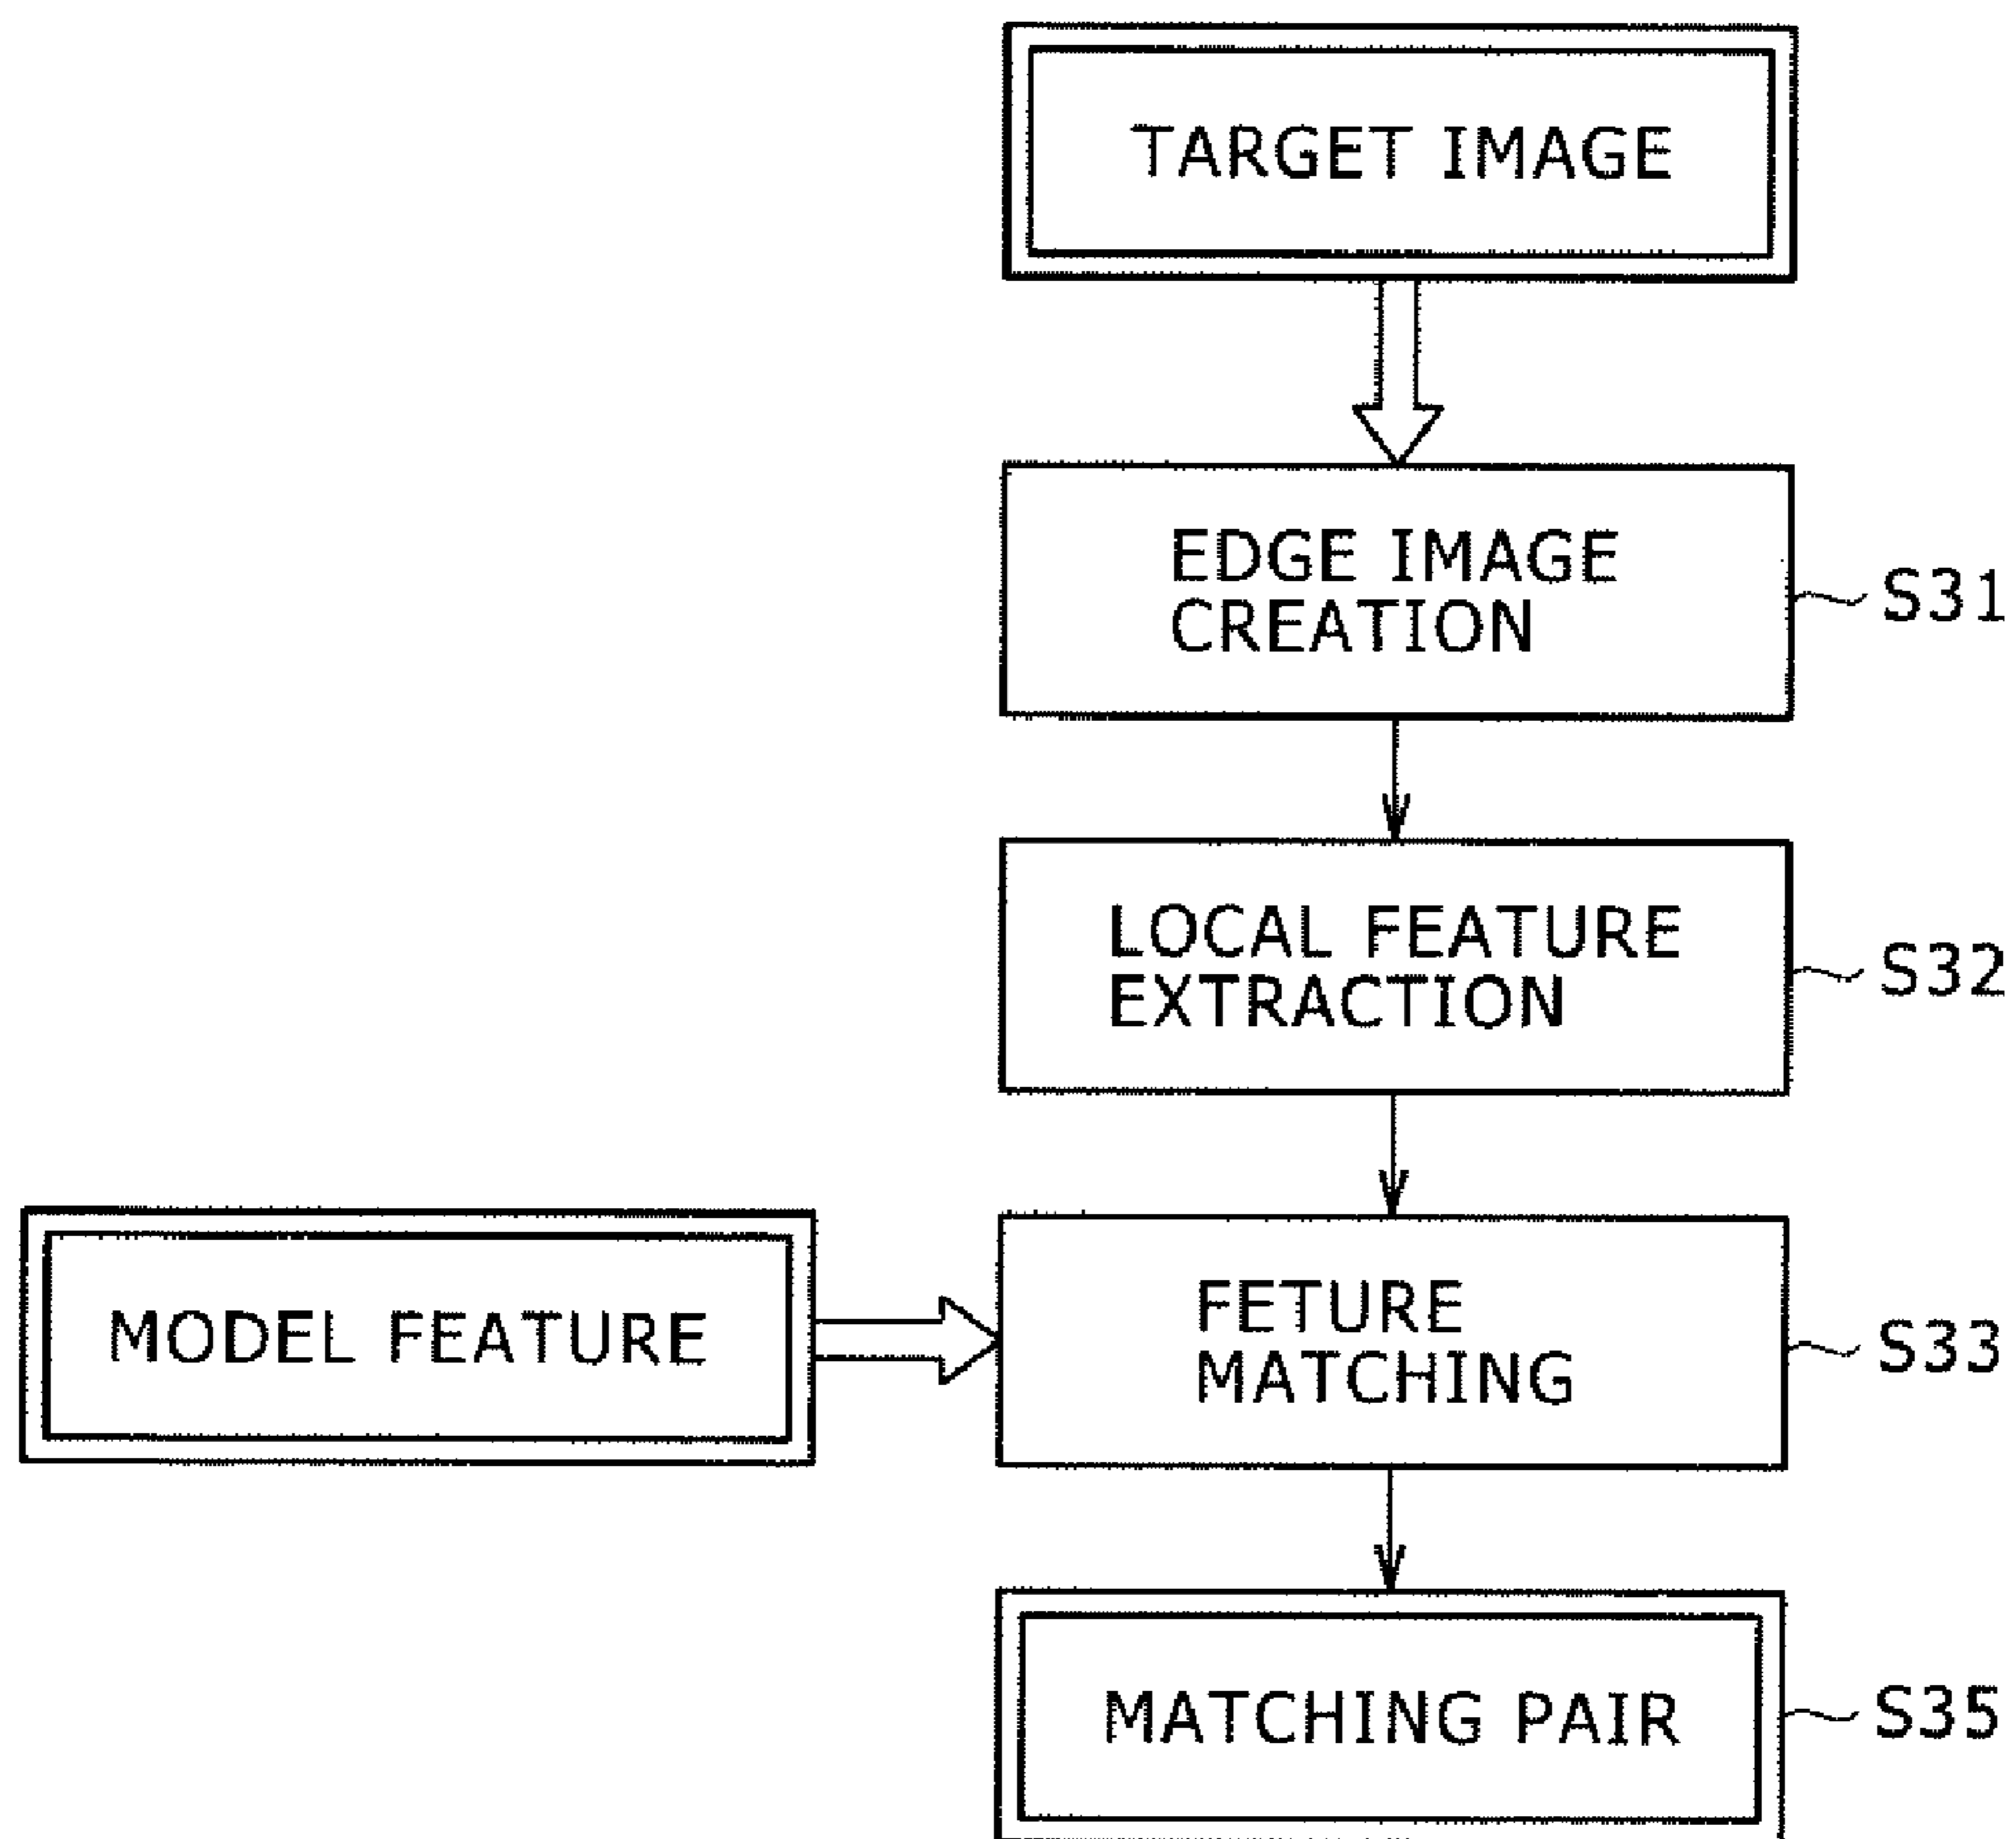 TARGET IMAGE
EDGE IMAGE
CREATION
S31
LOCAL FEATURE
EXTRACTION
S32
MODEL FEATURE
FETURE
MATCHING
S33
MATCHING PAIR
S35